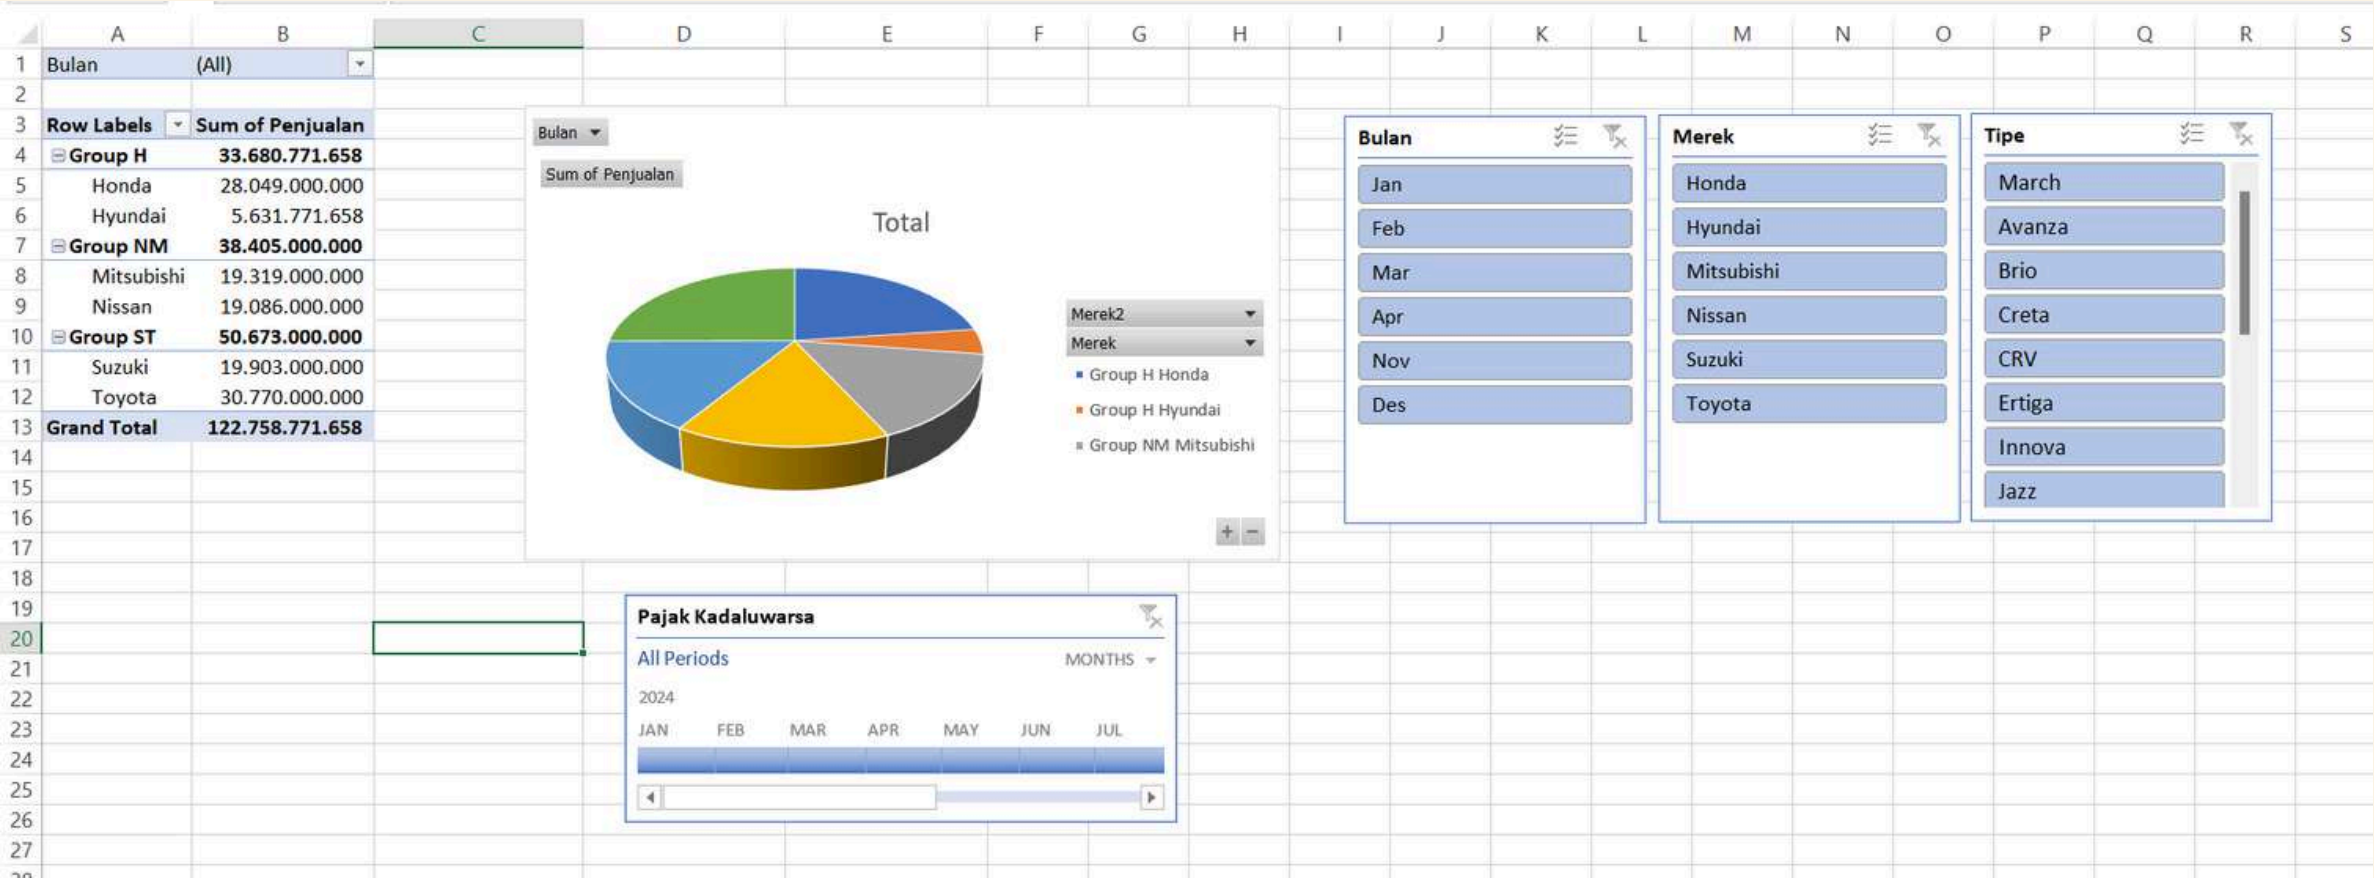 A B C D E F G H I J K L M N O P Q R S
1 Bulan (All)
2
3 Row Labels Sum of Penjualan
4 Group H 33.680.771.658
5 Honda 28.049.000.000
6 Hyundai 5.631.771.658
7 Group NM 38.405.000.000
8 Mitsubishi 19.319.000.000
9 Nissan 19.086.000.000
10 Group ST 50.673.000.000
11 Suzuki 19.903.000.000
12 Toyota 30.770.000.000
13 Grand Total 122.758.771.658
14
15
16
17
18
19
20
21
22
23
24
25
26
27
Bulan
Sum of Penjualan
Total
Merek2
Merek
Group H Honda
Group H Hyundai
Group NM Mitsubishi
+ −
Bulan
Jan
Feb
Mar
Apr
Nov
Des
Merek
Honda
Hyundai
Mitsubishi
Nissan
Suzuki
Toyota
Tipe
March
Avanza
Brio
Creta
CRV
Ertiga
Innova
Jazz
Pajak Kadaluwarsa
All Periods MONTHS
2024
JAN FEB MAR APR MAY JUN JUL